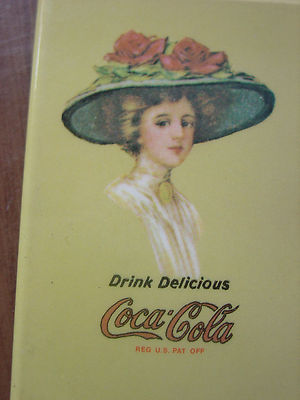 Drink Delicious
Coca-Cola
REG U.S. PAT OFF